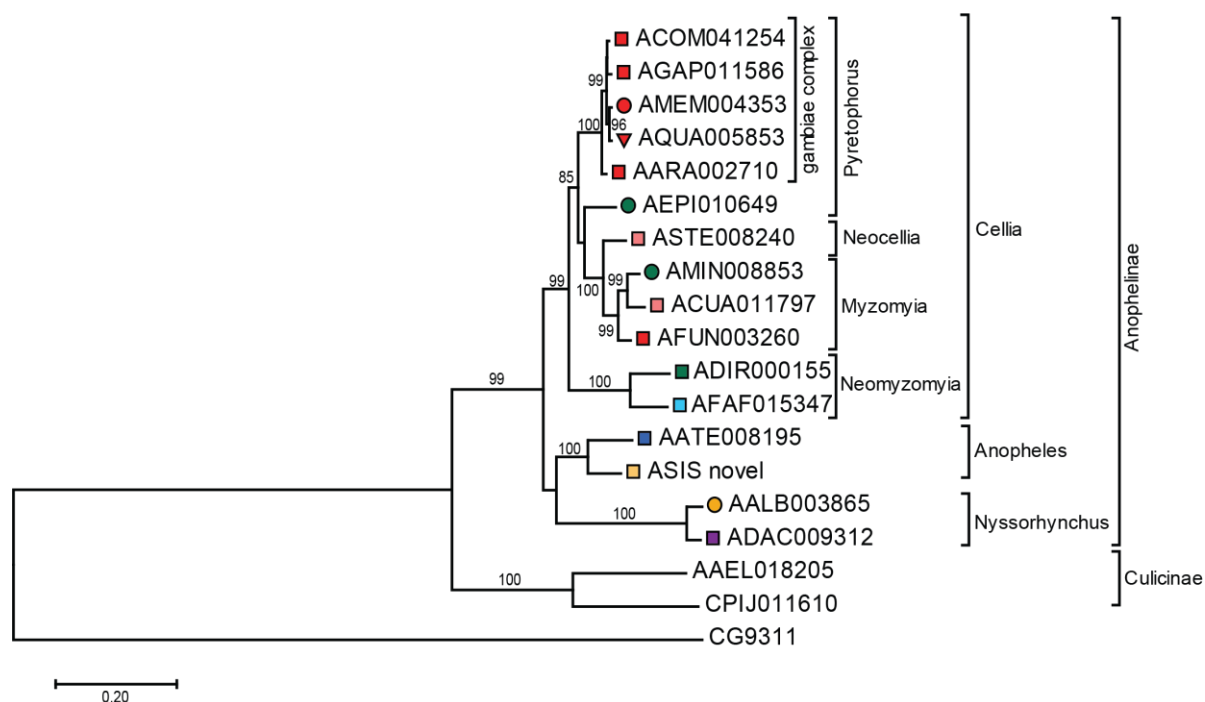 ACOM041254
AGAP011586
AMEM004353
AQUA005853
AARA002710
AEPI010649
ASTE008240
AMIN008853
ACUA011797
AFUN003260
ADIR000155
AFAF015347
AATE008195
ASIS novel
AALB003865
ADAC009312
AAEL018205
CPIJ011610
CG9311
gambiae complex
Pyretophorus
Neocellia
Myzomyia
Neomyzomyia
Cellia
Anopheles
Nyssorhynchus
Anophelinae
Culicinae
99
96
100
85
99
100
99
99
100
99
100
100
100
0.20